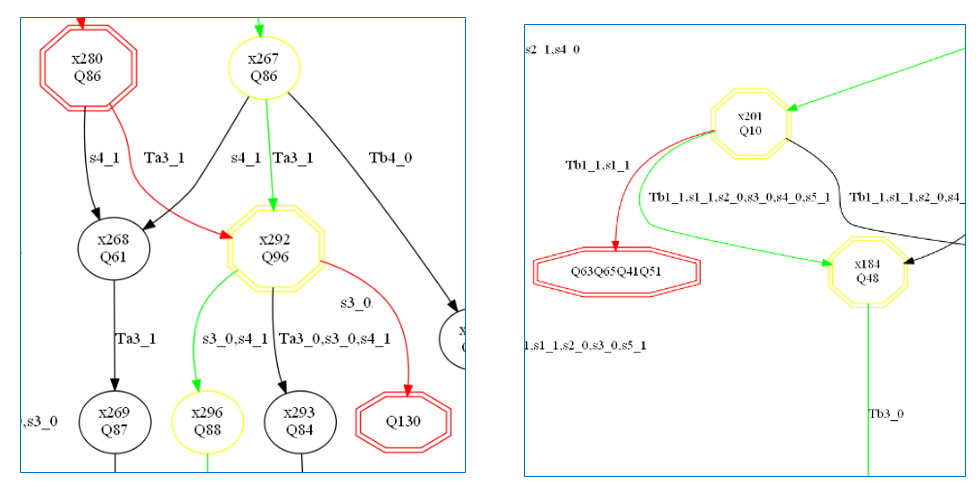 x280
Q86
x267
Q86
s4_1
Ta3_1
s4_1
Ta3_1
Tb4_0
x268
Q61
x292
Q96
s3_0
Ta3_1
s3_0,s4_1
Ta3_0,s3_0,s4_1
,s3_0
x269
Q87
x296
Q88
x293
Q84
Q130
s2_1,s4_0
x201
Q10
Tb1_1,s1_1
Tb1_1,s1_1,s2_0,s3_0,s4_0,s5_1
Tb1_1,s1_1,s2_0,s4_
Q63Q65Q41Q51
x184
Q48
1,s1_1,s2_0,s3_0,s5_1
Tb3_0